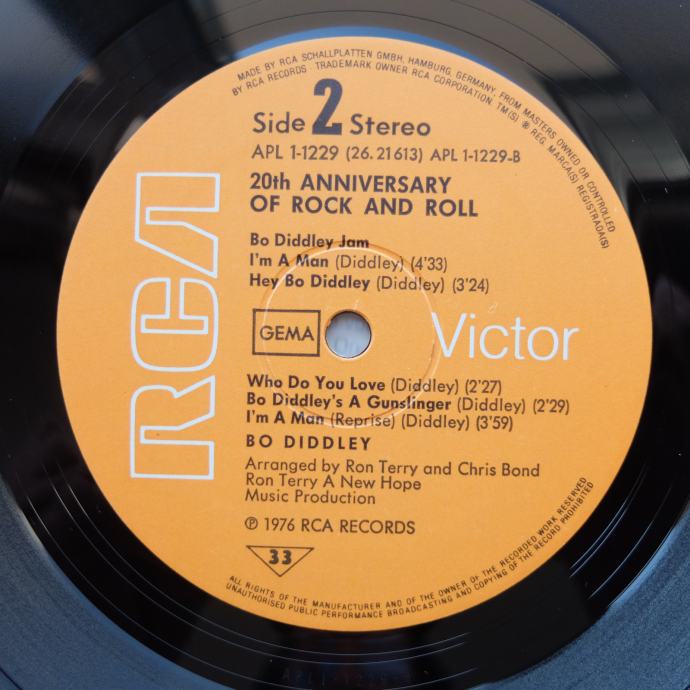 MADE BY RCA SCHALLPLATTEN GMBH, HAMBURG, GERMANY, FROM MASTERS OWNED OR CONTROLLED
BY RCA RECORDS · TRADEMARK OWNER RCA CORPORATION. TM(S) ® REG. MARCA(S) REGISTRADA(S)
Side 2 Stereo
APL 1-1229 (26.21613) APL 1-1229-B
20th ANNIVERSARY
OF ROCK AND ROLL
Bo Diddley Jam
I'm A Man (Diddley) (4'33)
Hey Bo Diddley (Diddley) (3'24)
RCA
GEMA
Victor
Who Do You Love (Diddley) (2'27)
Bo Diddley's A Gunslinger (Diddley) (2'29)
I'm A Man (Reprise) (Diddley) (3'59)
BO DIDDLEY
Arranged by Ron Terry and Chris Bond
Ron Terry A New Hope
Music Production
℗ 1976 RCA RECORDS
33
ALL RIGHTS OF THE MANUFACTURER AND OF THE OWNER OF THE RECORDED WORK RESERVED
UNAUTHORISED PUBLIC PERFORMANCE BROADCASTING AND COPYING OF THE RECORD PROHIBITED